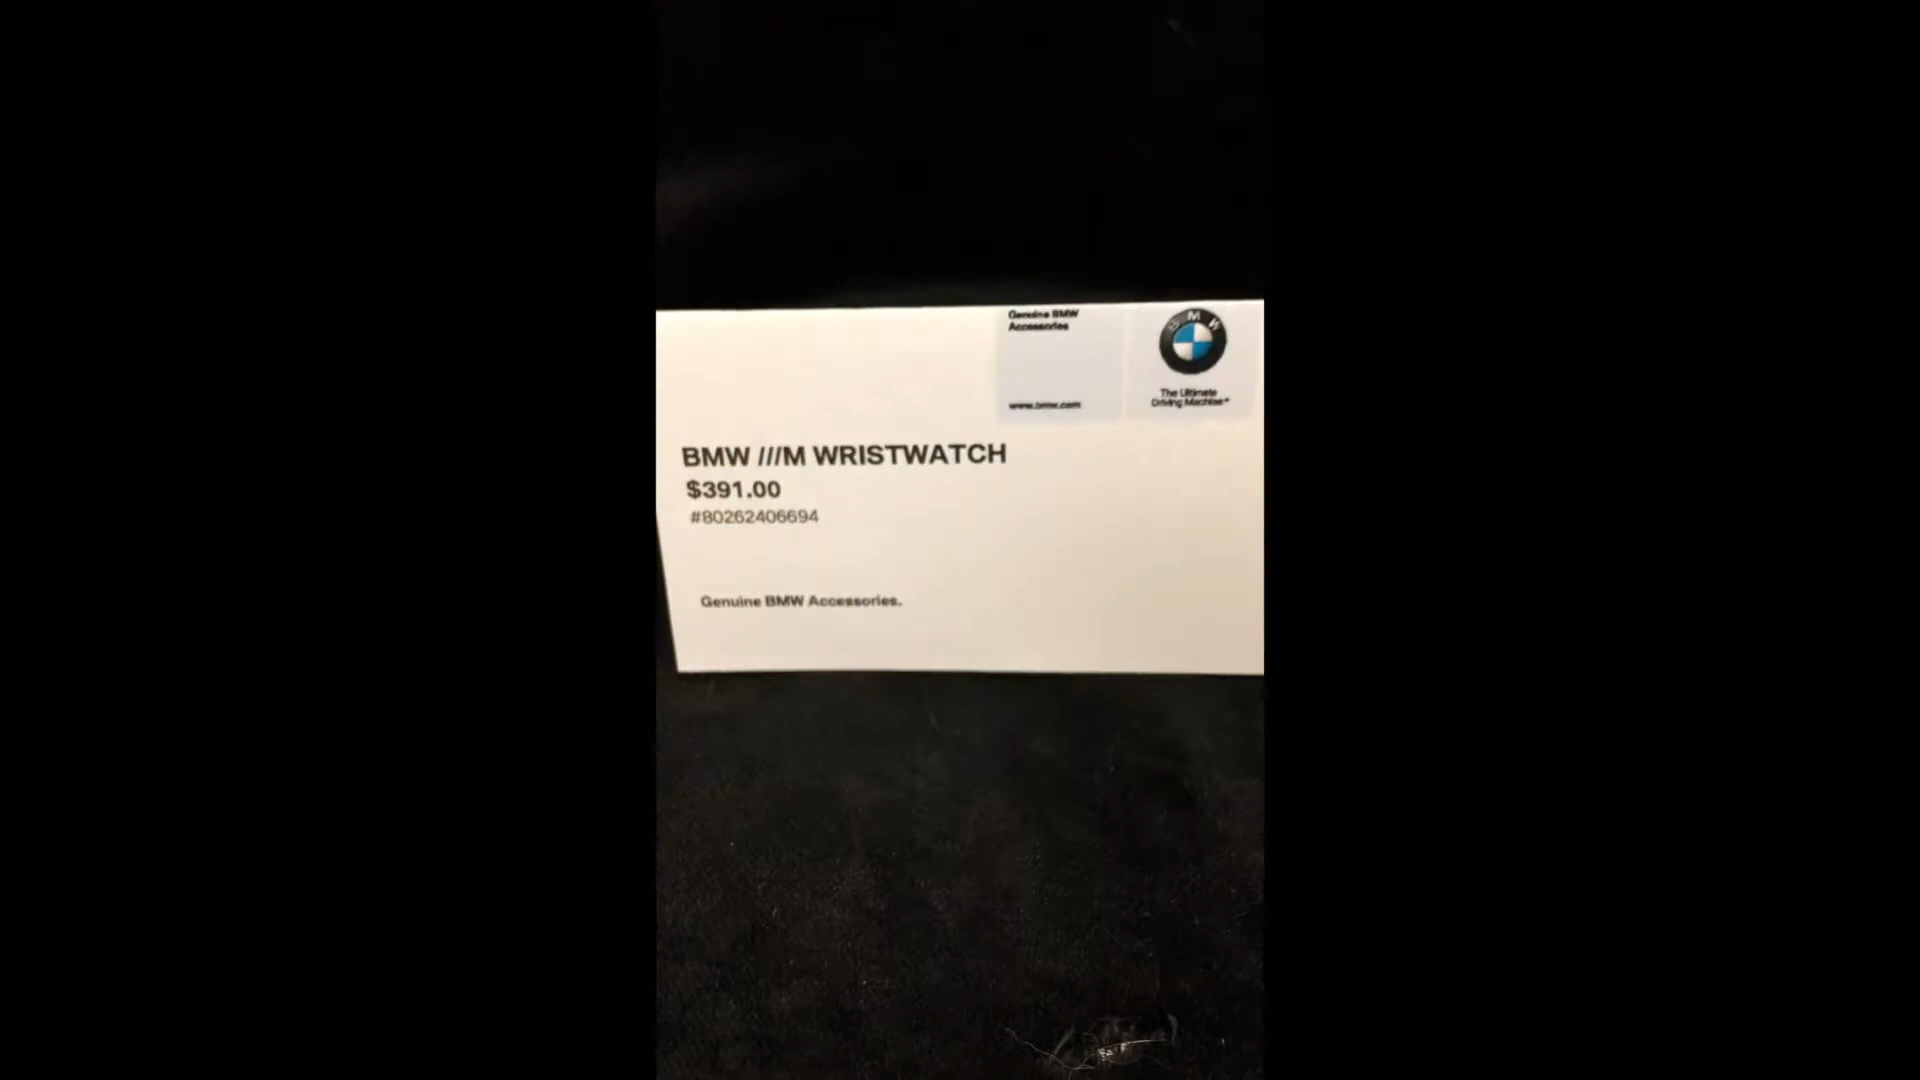 Genuine BMW
Accessories
www.bmw.com
BMW
The Ultimate
Driving Machine®
BMW ///M WRISTWATCH
$391.00
#80262406694
Genuine BMW Accessories.